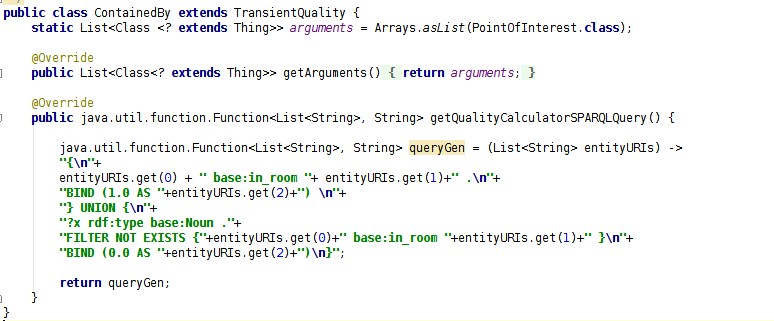 public class ContainedBy extends TransientQuality {
static List<Class <? extends Thing>> arguments = Arrays.asList(PointOfInterest.class);
@Override
public List<Class<? extends Thing>> getArguments() { return arguments; }
@Override
public java.util.function.Function<List<String>, String> getQualityCalculatorSPARQLQuery() {
java.util.function.Function<List<String>, String> queryGen = (List<String> entityURIs) ->
"{\n"+
entityURIs.get(0) + " base:in_room "+ entityURIs.get(1)+" .\n"+
"BIND (1.0 AS "+entityURIs.get(2)+") \n"+
"} UNION {\n"+
"?x rdf:type base:Noun ."+
"FILTER NOT EXISTS {"+entityURIs.get(0)+" base:in_room "+entityURIs.get(1)+" }\n"+
"BIND (0.0 AS "+entityURIs.get(2)+")\n}";
return queryGen;
}
}